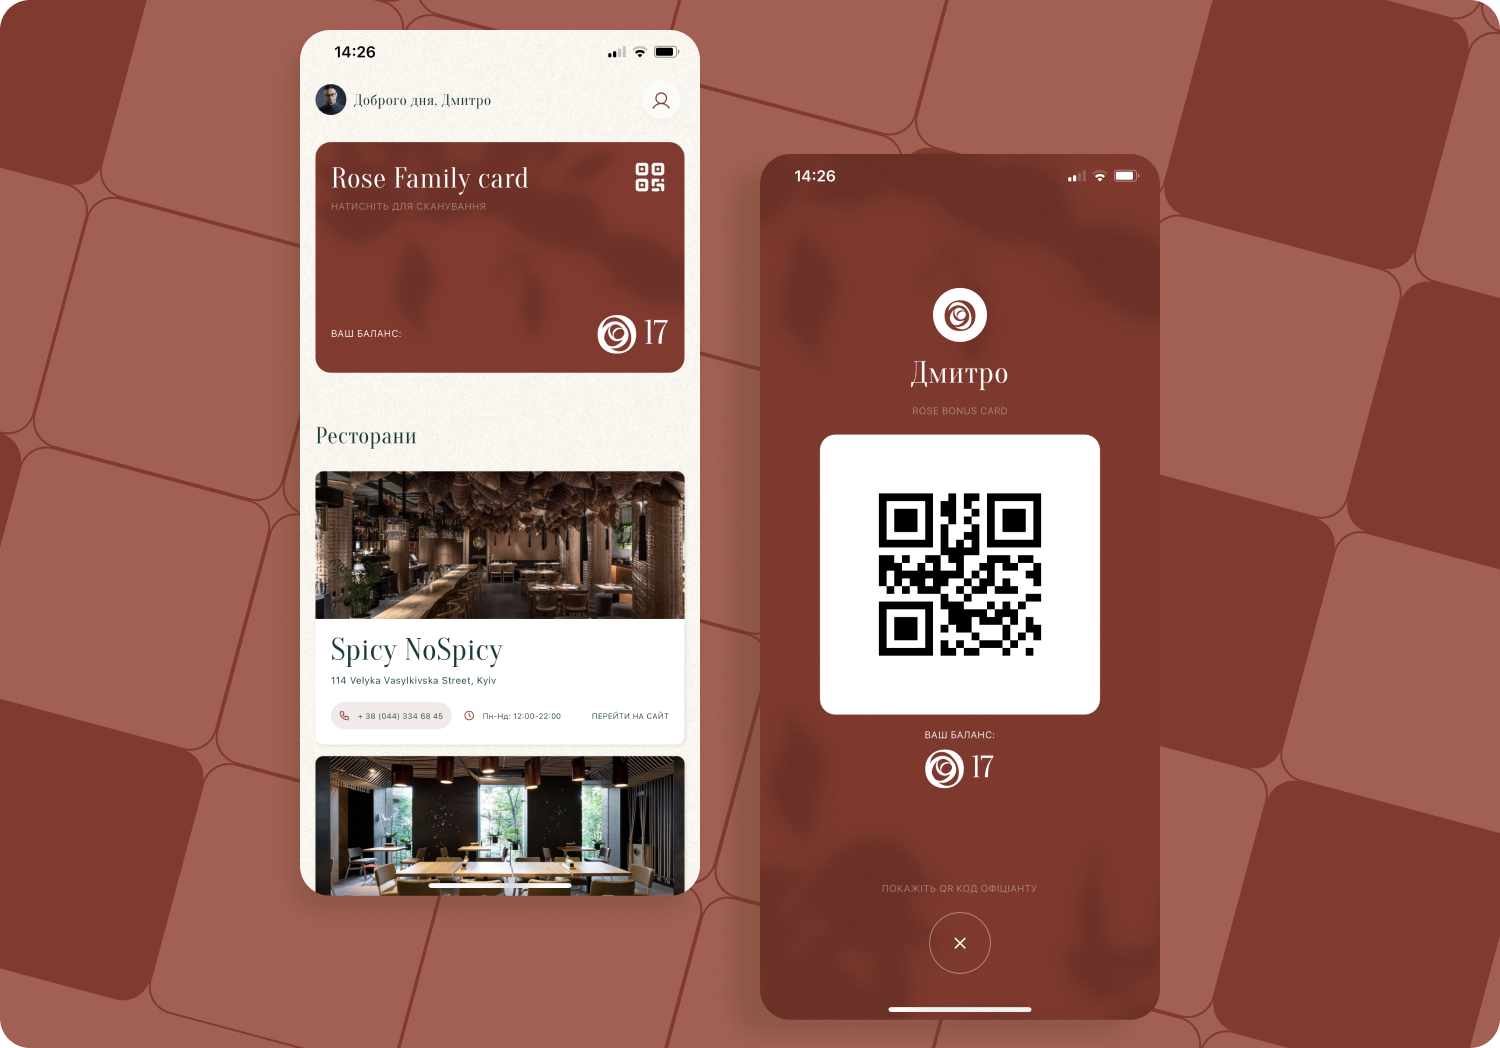 14:26
Доброго дня, Дмитро
Rose Family card
НАТИСНІТЬ ДЛЯ СКАНУВАННЯ
ВАШ БАЛАНС:
17
Ресторани
Spicy NoSpicy
114 Velyka Vasylkivska Street, Kyiv
+ 38 (044) 334 68 45
Пн-Нд: 12:00-22:00
ПЕРЕЙТИ НА САЙТ
14:26
Дмитро
ROSE BONUS CARD
ВАШ БАЛАНС:
17
ПОКАЖІТЬ QR КОД ОФІЦІАНТУ